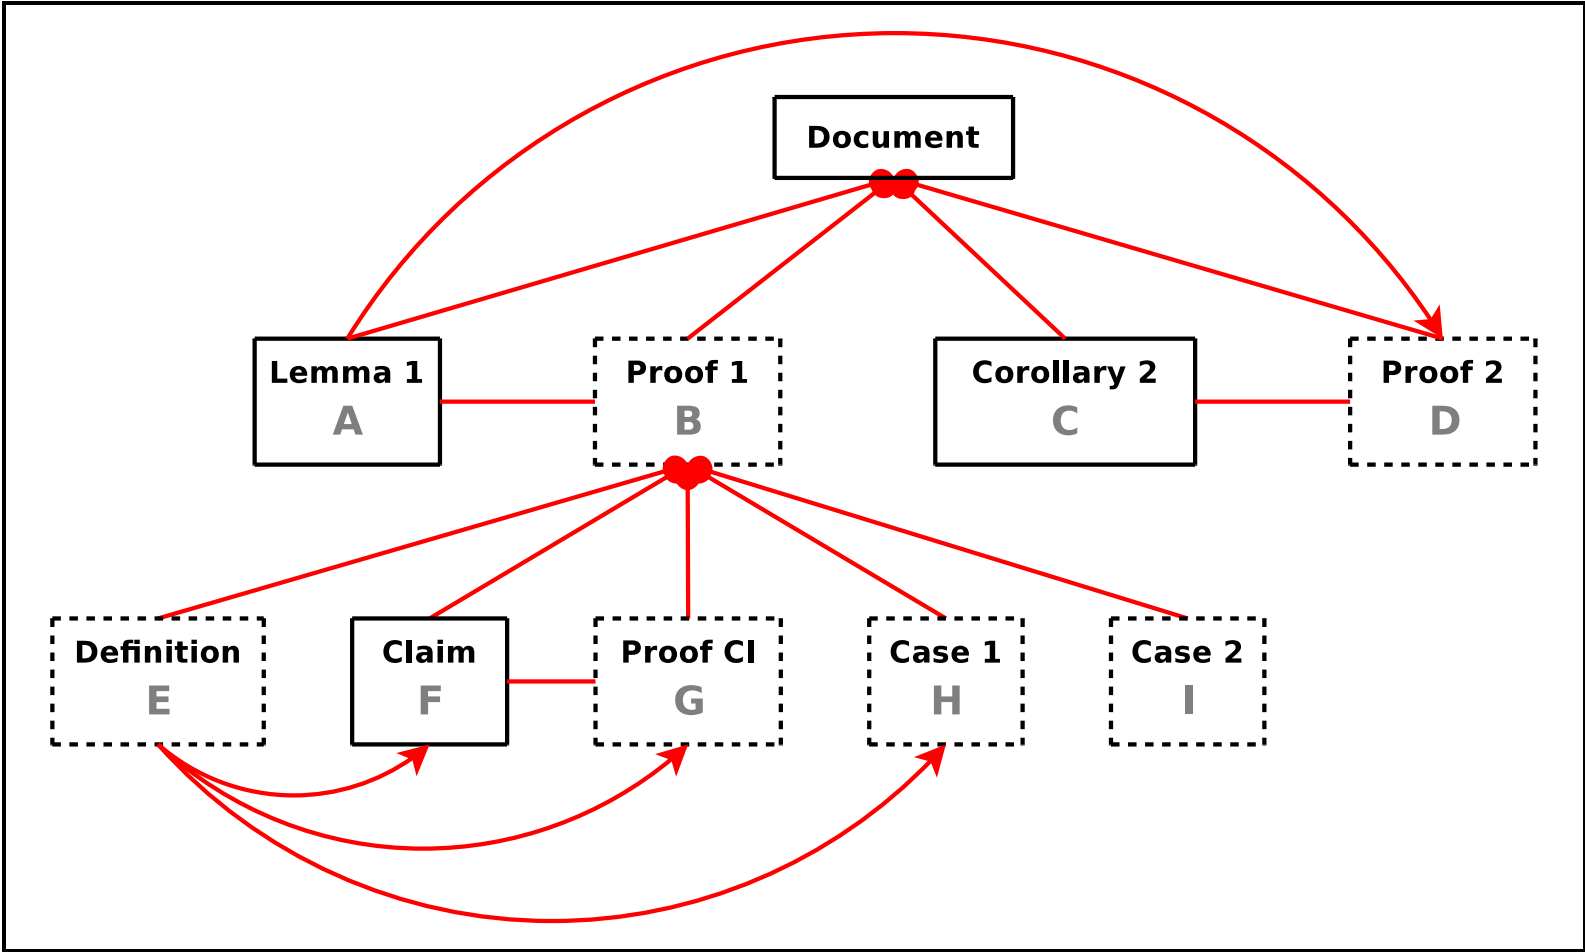 Document
Lemma 1
A
Proof 1
B
Corollary 2
C
Proof 2
D
Definition
E
Claim
F
Proof Cl
G
Case 1
H
Case 2
I